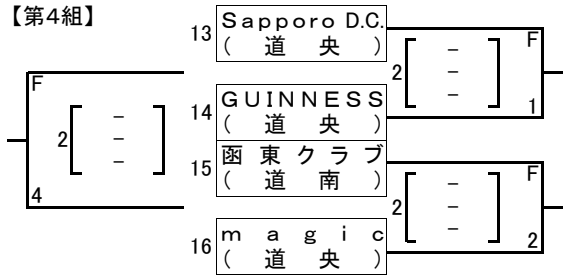 【第4組】
13 Sapporo D.C.
( 道 央 )
14 GUINNESS
( 道 央 )
15 函東クラブ
( 道 南 )
16 magic
( 道 央 )
F
2 [ - - - ]
4
F
2 [ - - - ]
1
F
2 [ - - - ]
2